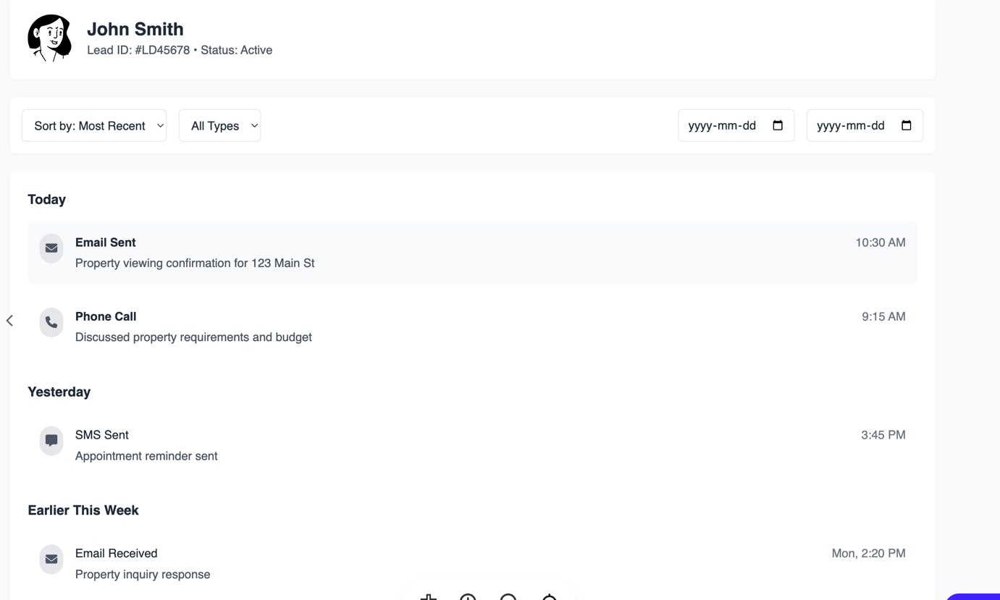 John Smith
Lead ID: #LD45678 • Status: Active
Sort by: Most Recent
All Types
yyyy-mm-dd
yyyy-mm-dd
Today
Email Sent
10:30 AM
Property viewing confirmation for 123 Main St
Phone Call
9:15 AM
Discussed property requirements and budget
Yesterday
SMS Sent
3:45 PM
Appointment reminder sent
Earlier This Week
Email Received
Mon, 2:20 PM
Property inquiry response